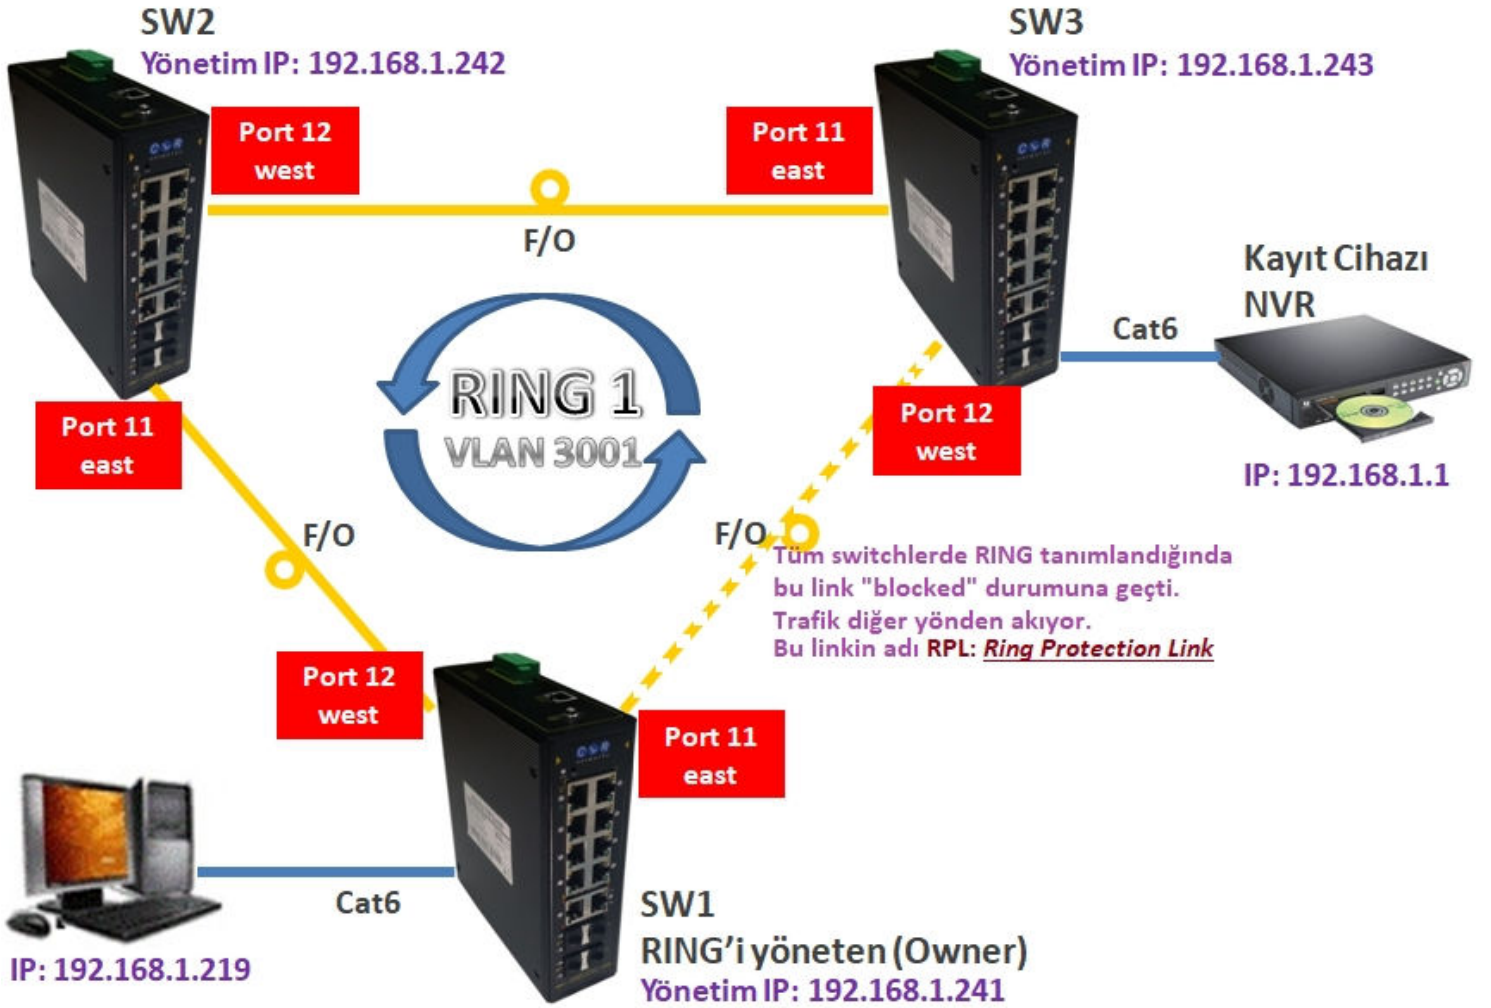 SW2
Yönetim IP: 192.168.1.242
SW3
Yönetim IP: 192.168.1.243
Port 12
west
Port 11
east
F/O
Kayıt Cihazı
NVR
Cat6
IP: 192.168.1.1
RING 1
VLAN 3001
Port 11
east
Port 12
west
F/O
F/O
Tüm switchlerde RING tanımlandığında
bu link "blocked" durumuna geçti.
Trafik diğer yönden akıyor.
Bu linkin adı RPL: Ring Protection Link
Port 12
west
Port 11
east
Cat6
IP: 192.168.1.219
SW1
RING’i yöneten (Owner)
Yönetim IP: 192.168.1.241